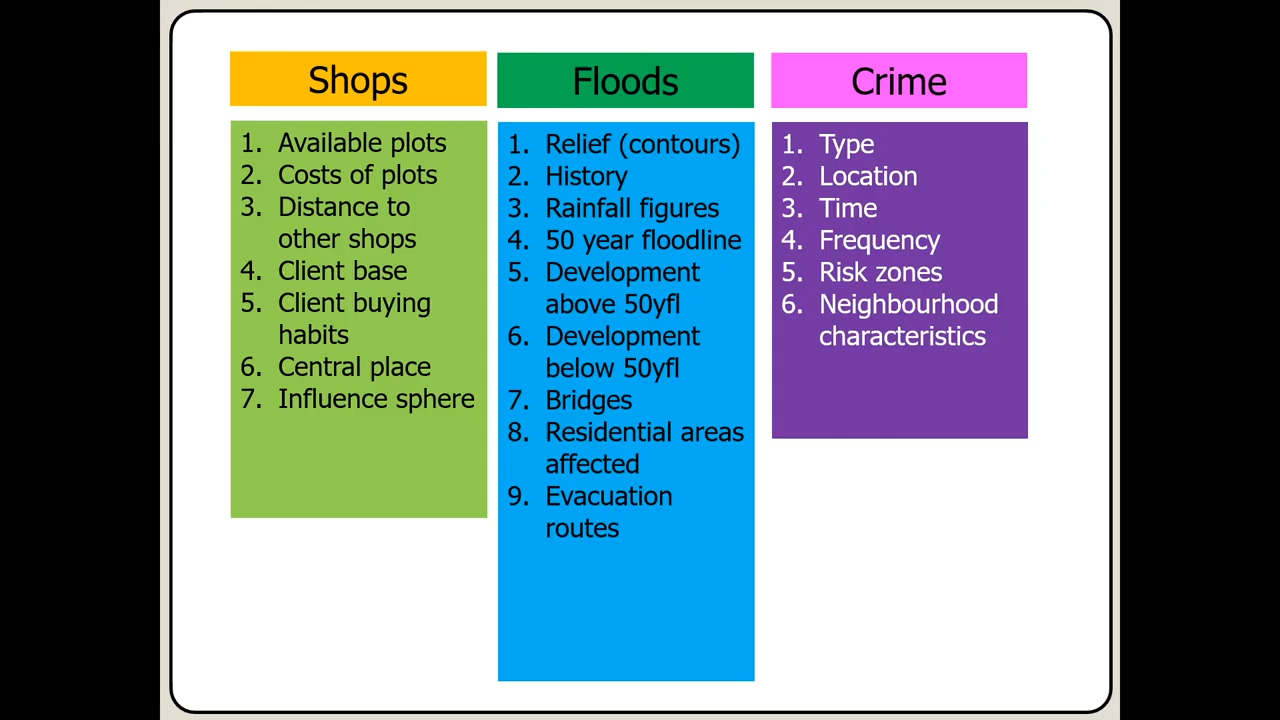 Shops
1. Available plots
2. Costs of plots
3. Distance to
other shops
4. Client base
5. Client buying
habits
6. Central place
7. Influence sphere
Floods
1. Relief (contours)
2. History
3. Rainfall figures
4. 50 year floodline
5. Development
above 50yfl
6. Development
below 50yfl
7. Bridges
8. Residential areas
affected
9. Evacuation
routes
Crime
1. Type
2. Location
3. Time
4. Frequency
5. Risk zones
6. Neighbourhood
characteristics